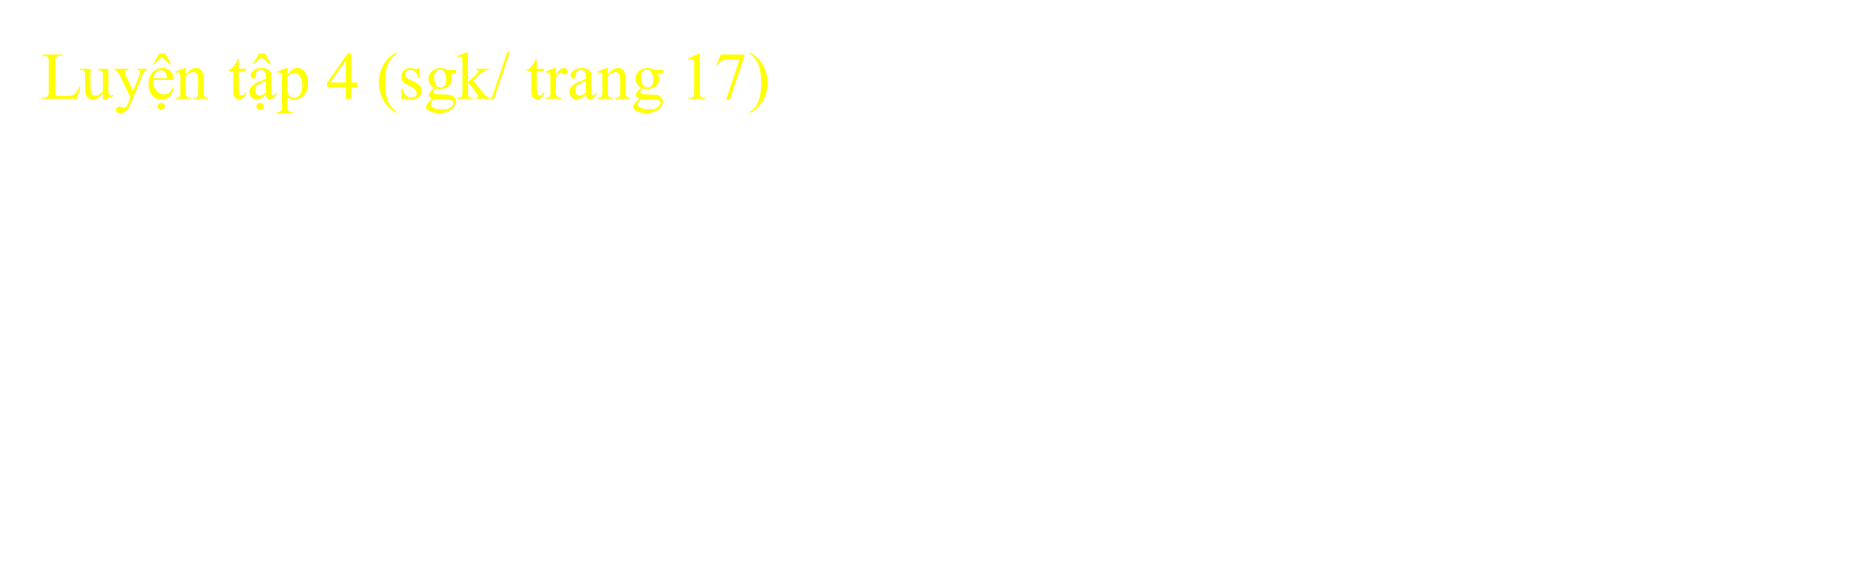 Luyện tập 4 (sgk/ trang 17)